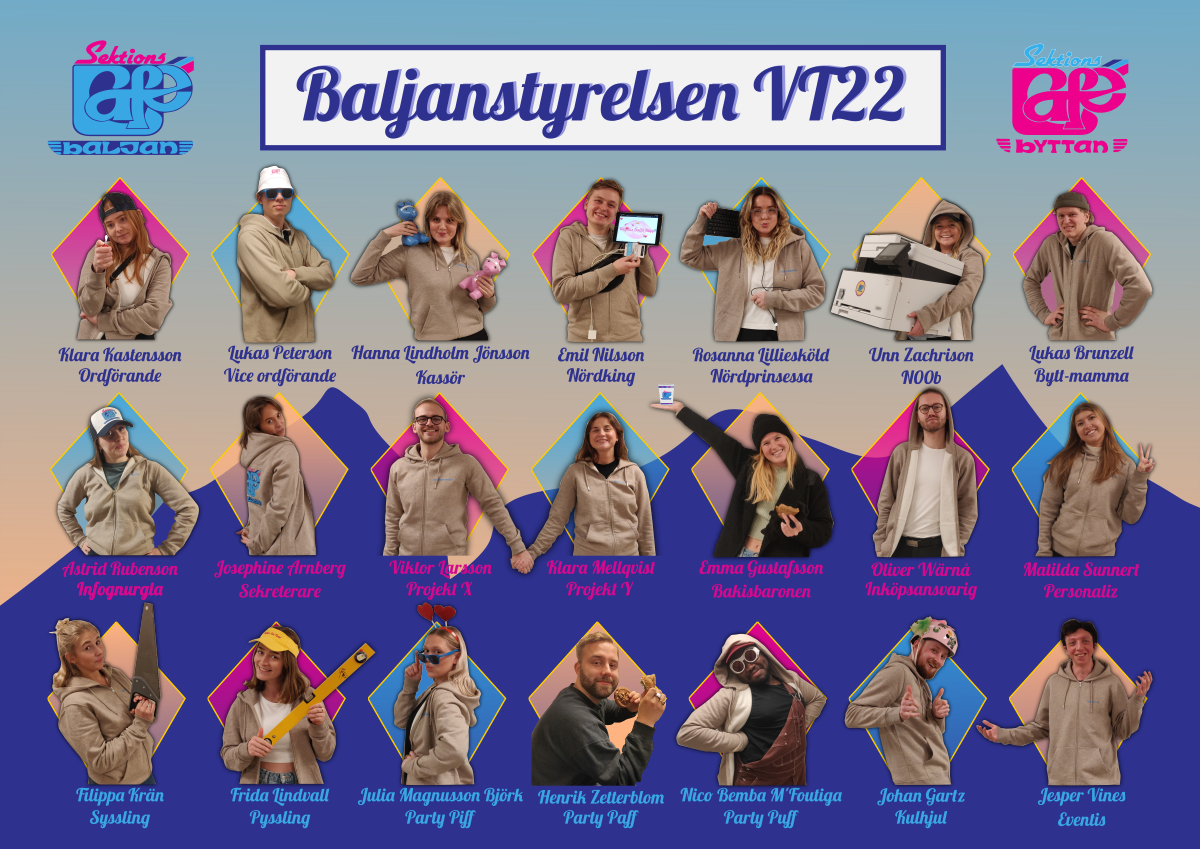 Sektions
Café
BALJAN
Baljanstyrelsen VT22
Sektions
Café
BYTTAN
Klara Kastensson
Ordförande
Lukas Peterson
Vice ordförande
Hanna Lindholm Jönsson
Kassör
Emil Nilsson
Nördking
Rosanna Lilliesköld
Nördprinsessa
Unn Zachrison
N00b
Lukas Brunzell
Bytt-mamma
Astrid Rubenson
Infognurgla
Josephine Arnberg
Sekreterare
Viktor Larsson
Projekt X
Klara Mellqvist
Projekt Y
Emma Gustafsson
Bakisbaronen
Oliver Wärnå
Inköpsansvarig
Matilda Sunnert
Personaliz
Filippa Krän
Syssling
Frida Lindvall
Pyssling
Julia Magnusson Björk
Party Piff
Henrik Zetterblom
Party Paff
Nico Bemba M'Foutiga
Party Puff
Johan Gartz
Kulhjul
Jesper Vines
Eventis